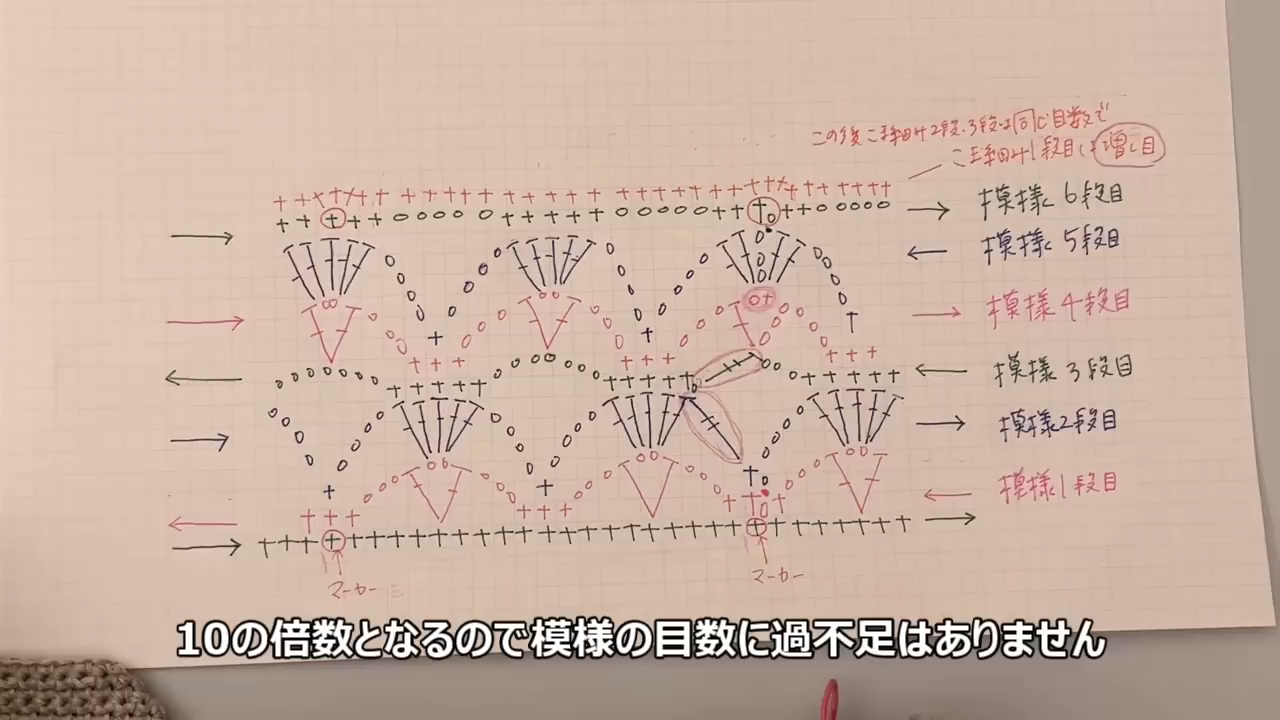 この後こま編み2段.3段は同じ目数で
こま編み1段目は増し目
模様6段目
模様5段目
模様4段目
模様3段目
模様2段目
模様1段目
マーカー
マーカー
10の倍数となるので模様の目数に過不足はありません